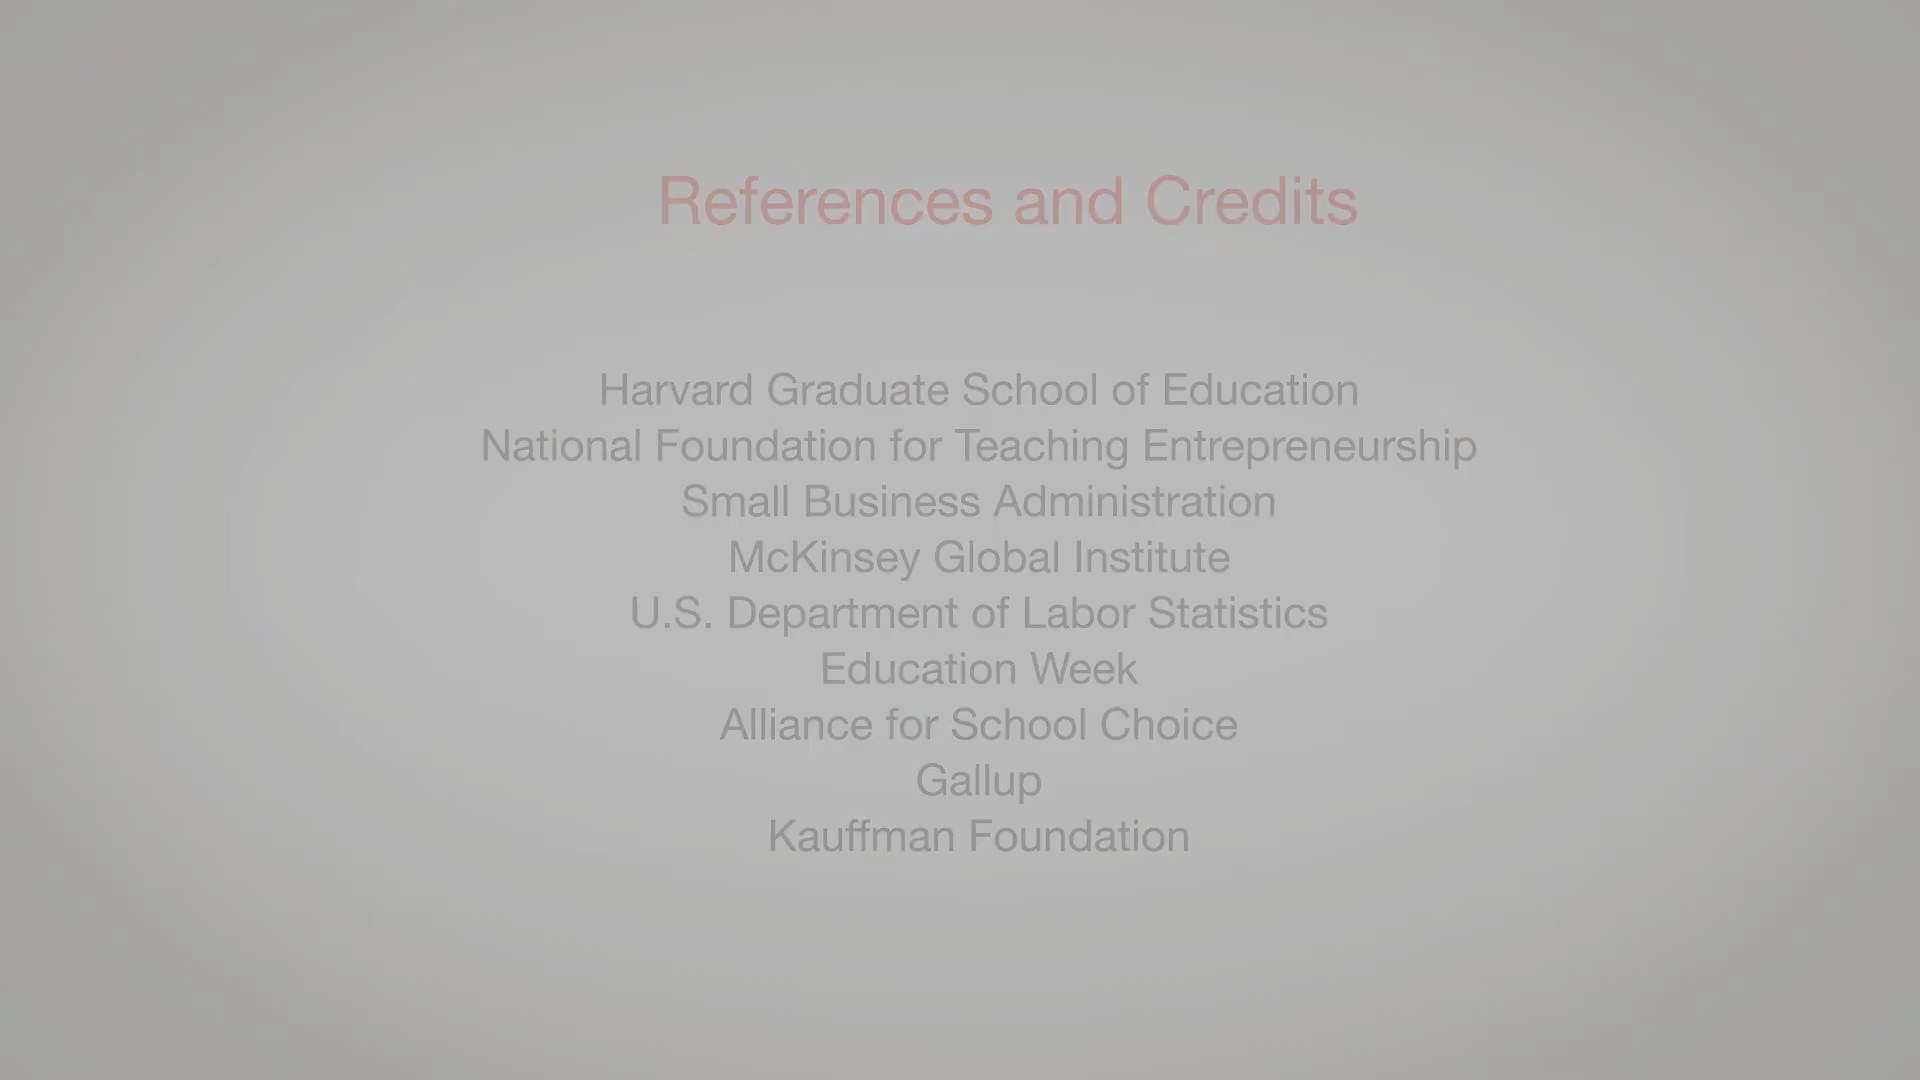 References and Credits
Harvard Graduate School of Education
National Foundation for Teaching Entrepreneurship
Small Business Administration
McKinsey Global Institute
U.S. Department of Labor Statistics
Education Week
Alliance for School Choice
Gallup
Kauffman Foundation